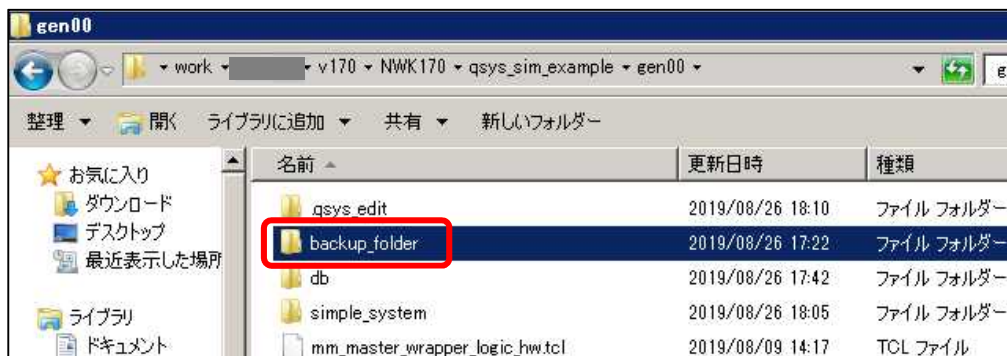 gen00
work v170 NWK170 qsys_sim_example gen00
整理 開く ライブラリに追加 共有 新しいフォルダー
お気に入り
ダウンロード
デスクトップ
最近表示した場所
ライブラリ
ドキュメント
名前 更新日時 種類
.qsys_edit 2019/08/26 18:10 ファイル フォルダー
backup_folder 2019/08/26 17:22 ファイル フォルダー
db 2019/08/26 17:42 ファイル フォルダー
simple_system 2019/08/26 18:05 ファイル フォルダー
mm_master_wrapper_logic_hw.tcl 2019/08/09 14:17 TCL ファイル